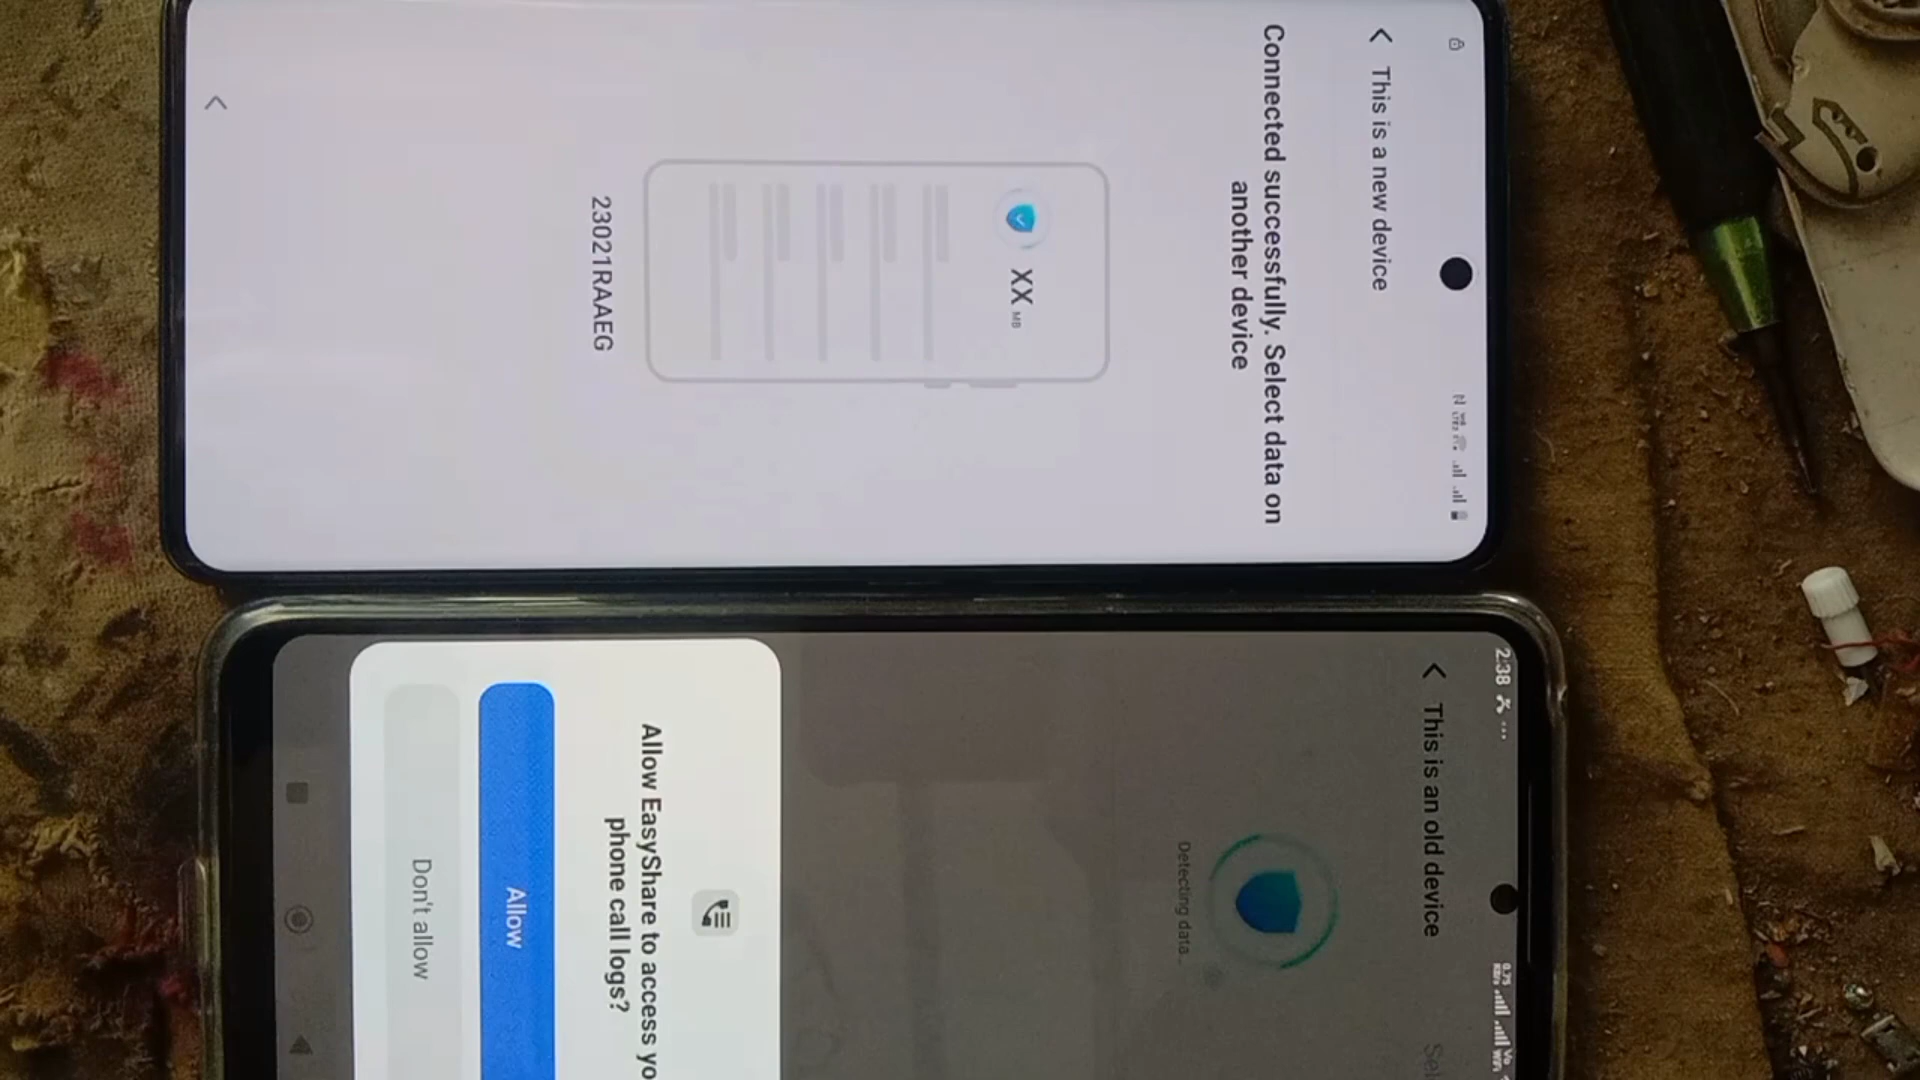 This is a new device
Connected successfully. Select data on
another device
XX MB
23021RAAEG
2:38
This is an old device
Sel
Detecting data...
Allow EasyShare to access yo
phone call logs?
Allow
Don't allow